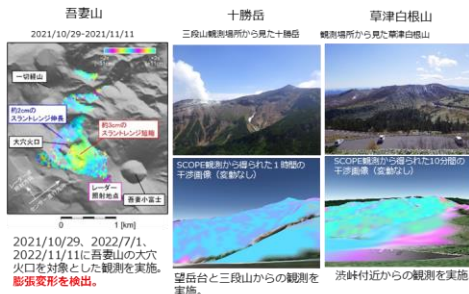 吾妻山
2021/10/29-2021/11/11
一切経山
約2cmの
スラントレンジ伸長
約3cmの
スラントレンジ短縮
大穴火口
レーダー
照射地点
吾妻小富士
0 1 [km]
2021/10/29、2022/7/1、
2022/11/11に吾妻山の大穴
火口を対象とした観測を実施。
膨張変形を検出。
十勝岳
三段山観測場所から見た十勝岳
SCOPE観測から得られた1時間の
干渉画像（変動なし）
望岳台と三段山からの観測を
実施。
草津白根山
観測場所から見た草津白根山
SCOPE観測から得られた10分間の
干渉画像（変動なし）
渋峠付近からの観測を実施